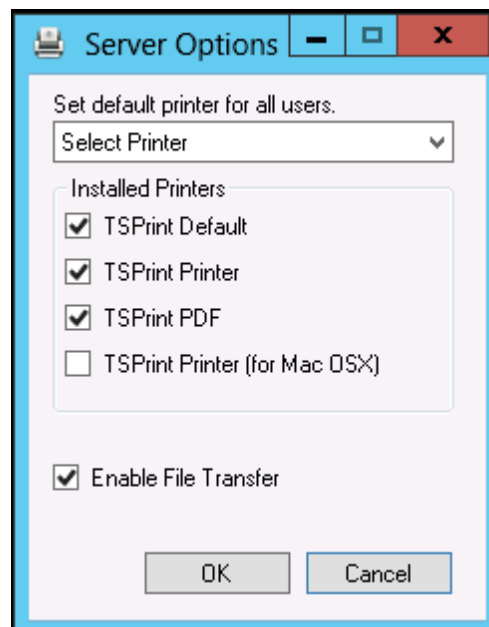 Server Options
Set default printer for all users.
Select Printer
Installed Printers
TSPrint Default
TSPrint Printer
TSPrint PDF
TSPrint Printer (for Mac OSX)
Enable File Transfer
OK Cancel